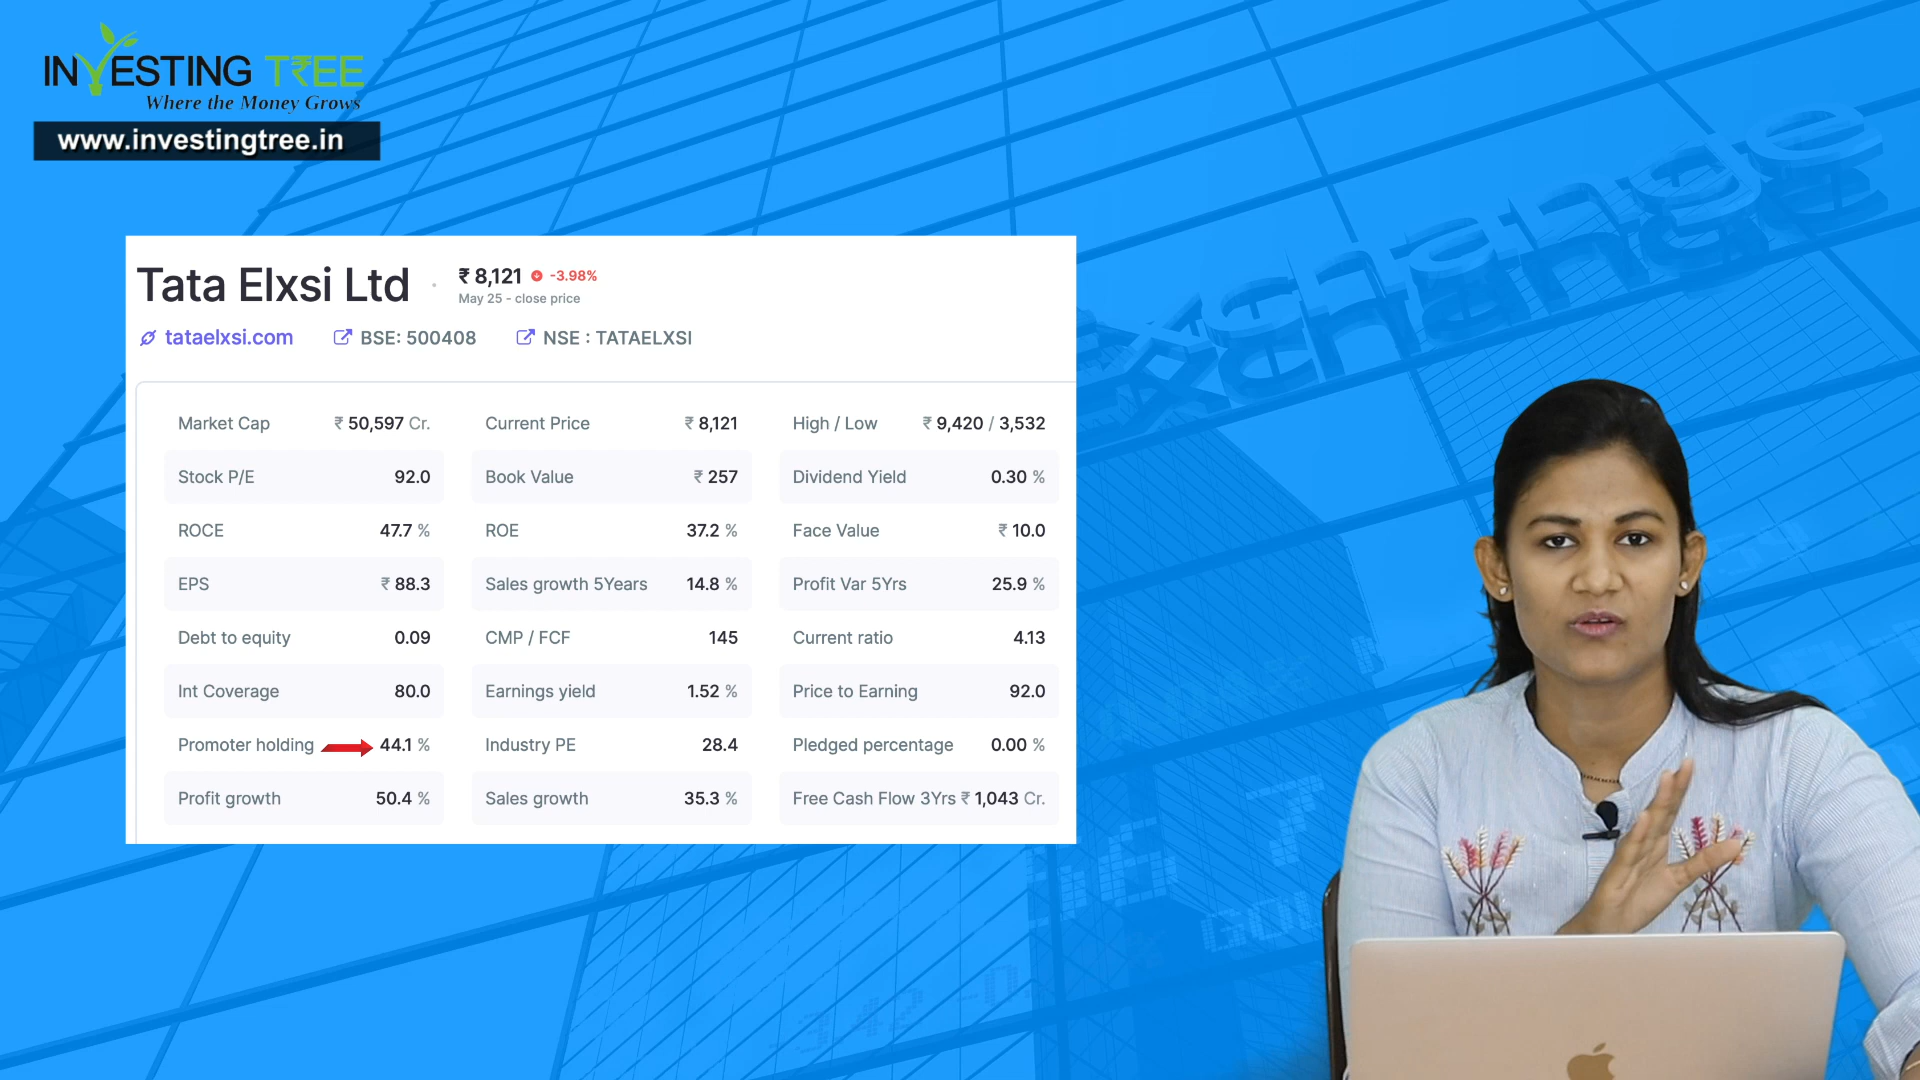 INVESTING TREE
Where the Money Grows
www.investingtree.in
Exchange
Tata Elxsi Ltd · ₹ 8,121 -3.98%
May 25 - close price
tataelxsi.com BSE: 500408 NSE : TATAELXSI
Market Cap ₹ 50,597 Cr. Current Price ₹ 8,121 High / Low ₹ 9,420 / 3,532
Stock P/E 92.0 Book Value ₹ 257 Dividend Yield 0.30 %
ROCE 47.7 % ROE 37.2 % Face Value ₹ 10.0
EPS ₹ 88.3 Sales growth 5Years 14.8 % Profit Var 5Yrs 25.9 %
Debt to equity 0.09 CMP / FCF 145 Current ratio 4.13
Int Coverage 80.0 Earnings yield 1.52 % Price to Earning 92.0
Promoter holding 44.1 % Industry PE 28.4 Pledged percentage 0.00 %
Profit growth 50.4 % Sales growth 35.3 % Free Cash Flow 3Yrs ₹ 1,043 Cr.